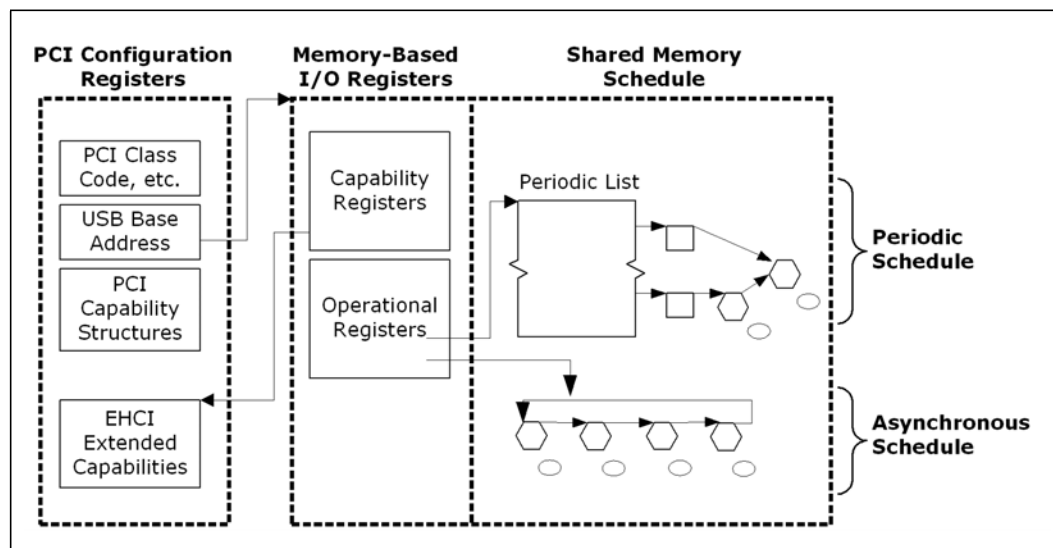 PCI Configuration
Registers
Memory-Based
I/O Registers
Shared Memory
Schedule
PCI Class
Code, etc.
USB Base
Address
PCI
Capability
Structures
EHCI
Extended
Capabilities
Capability
Registers
Operational
Registers
Periodic List
Periodic
Schedule
Asynchronous
Schedule